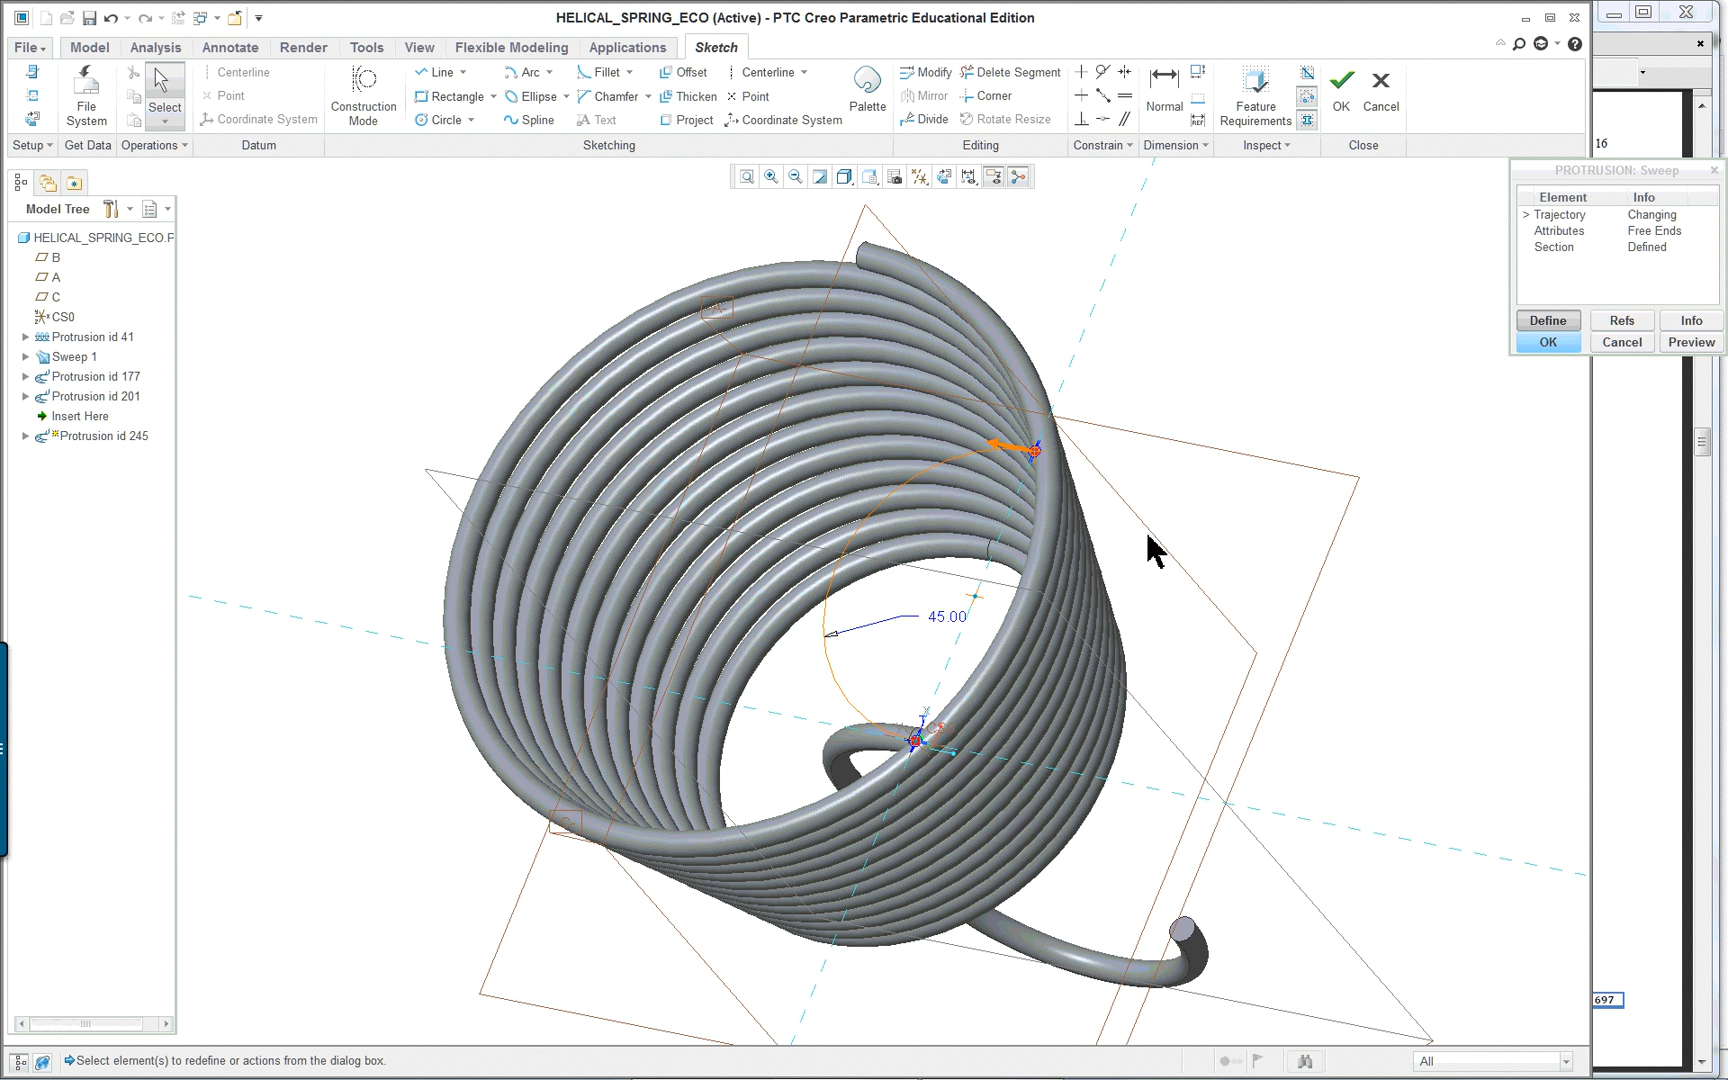 HELICAL_SPRING_ECO (Active) - PTC Creo Parametric Educational Edition
File Model Analysis Annotate Render Tools View Flexible Modeling Applications Sketch
Centerline
Point
Coordinate System
File System
Select
Construction Mode
Line Arc Fillet Offset Centerline
Rectangle Ellipse Chamfer Thicken Point
Circle Spline Text Project Coordinate System
Palette
Modify Delete Segment
Mirror Corner
Divide Rotate Resize
Normal
Feature Requirements
OK Cancel
Setup Get Data Operations Datum Sketching Editing Constrain Dimension Inspect Close
16
Model Tree
HELICAL_SPRING_ECO.P
B
A
C
CS0
Protrusion id 41
Sweep 1
Protrusion id 177
Protrusion id 201
Insert Here
Protrusion id 245
45.00
PROTRUSION: Sweep
Element Info
> Trajectory Changing
Attributes Free Ends
Section Defined
Define Refs Info
OK Cancel Preview
697
Select element(s) to redefine or actions from the dialog box.
All